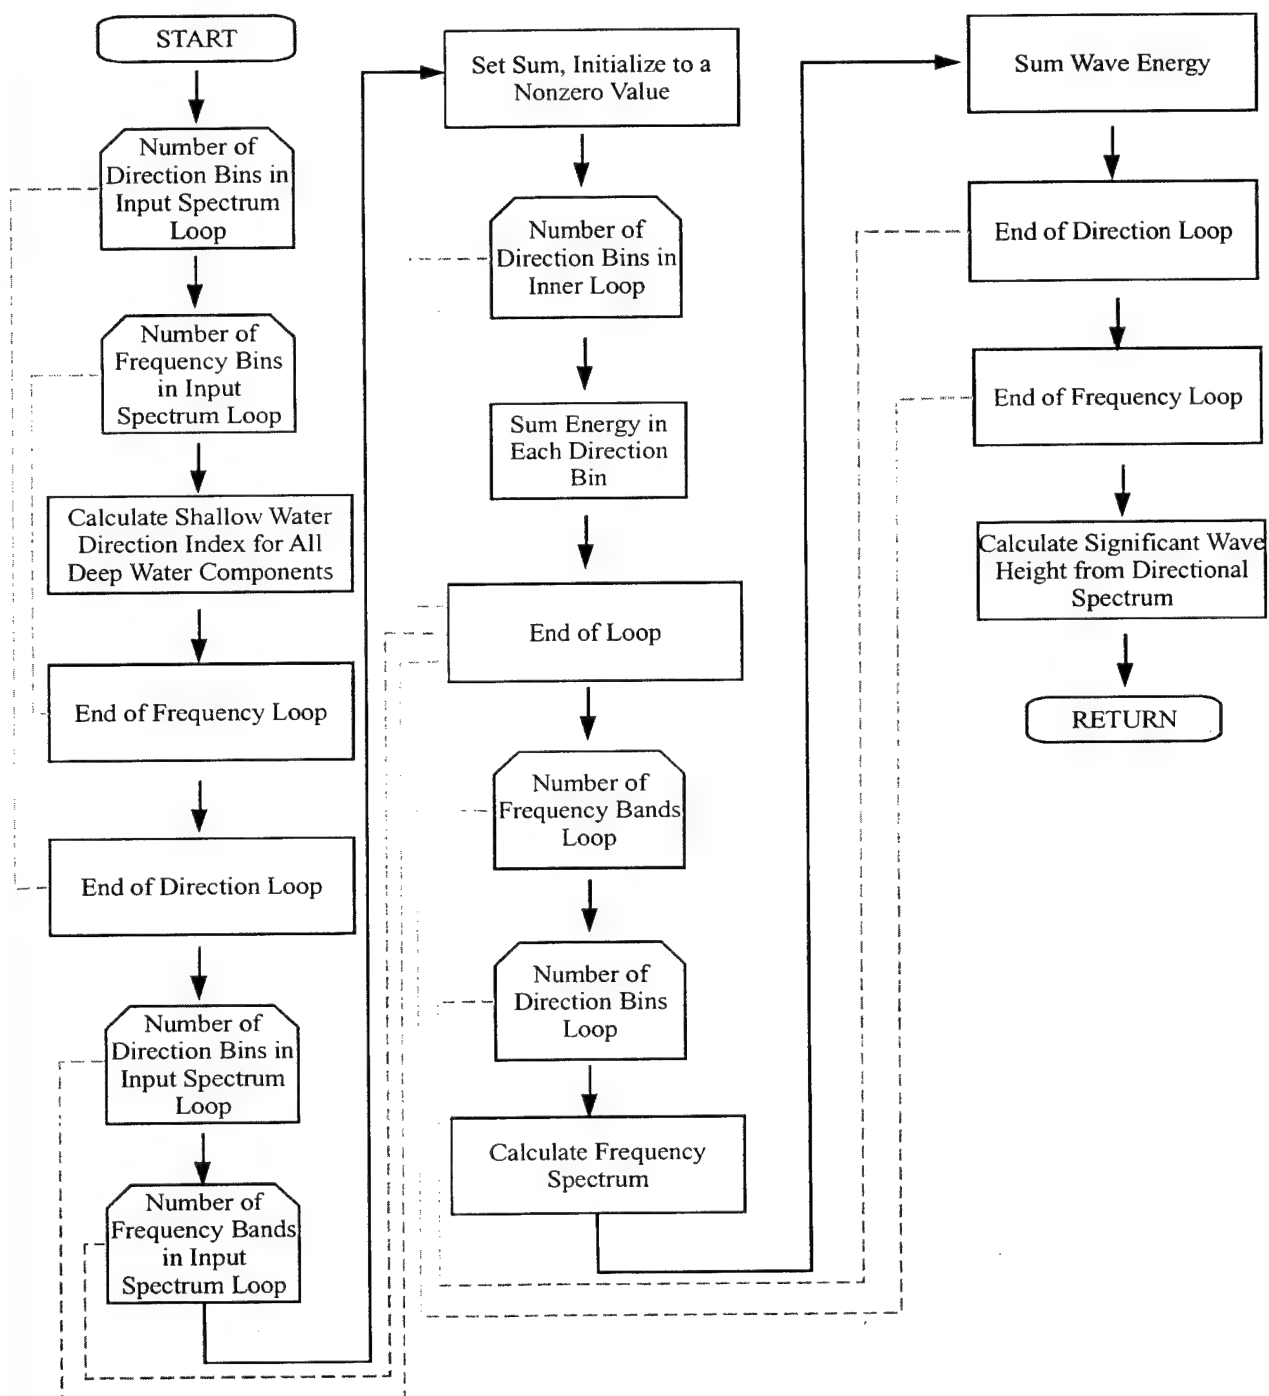 START
Number of
Direction Bins in
Input Spectrum
Loop
Number of
Frequency Bins
in Input
Spectrum Loop
Calculate Shallow Water
Direction Index for All
Deep Water Components
End of Frequency Loop
End of Direction Loop
Number of
Direction Bins in
Input Spectrum
Loop
Number of
Frequency Bands
in Input
Spectrum Loop
Set Sum, Initialize to a
Nonzero Value
Number of
Direction Bins in
Inner Loop
Sum Energy in
Each Direction
Bin
End of Loop
Number of
Frequency Bands
Loop
Number of
Direction Bins
Loop
Calculate Frequency
Spectrum
Sum Wave Energy
End of Direction Loop
End of Frequency Loop
Calculate Significant Wave
Height from Directional
Spectrum
RETURN